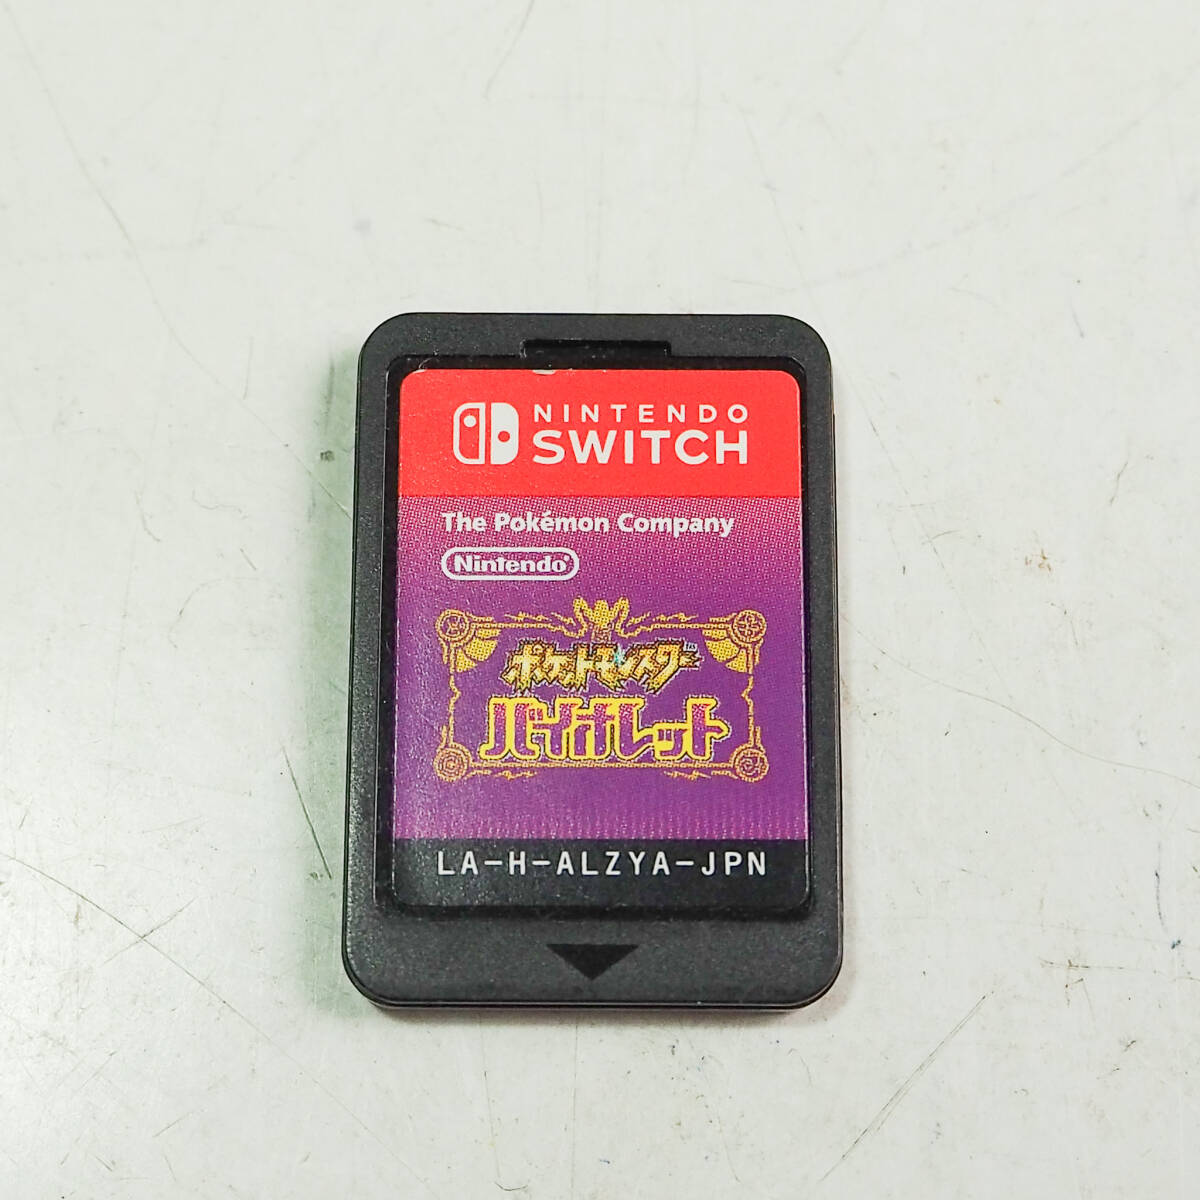 NINTENDO
SWITCH
The Pokémon Company
Nintendo
ポケットモンスター
バイオレット
LA-H-ALZYA-JPN